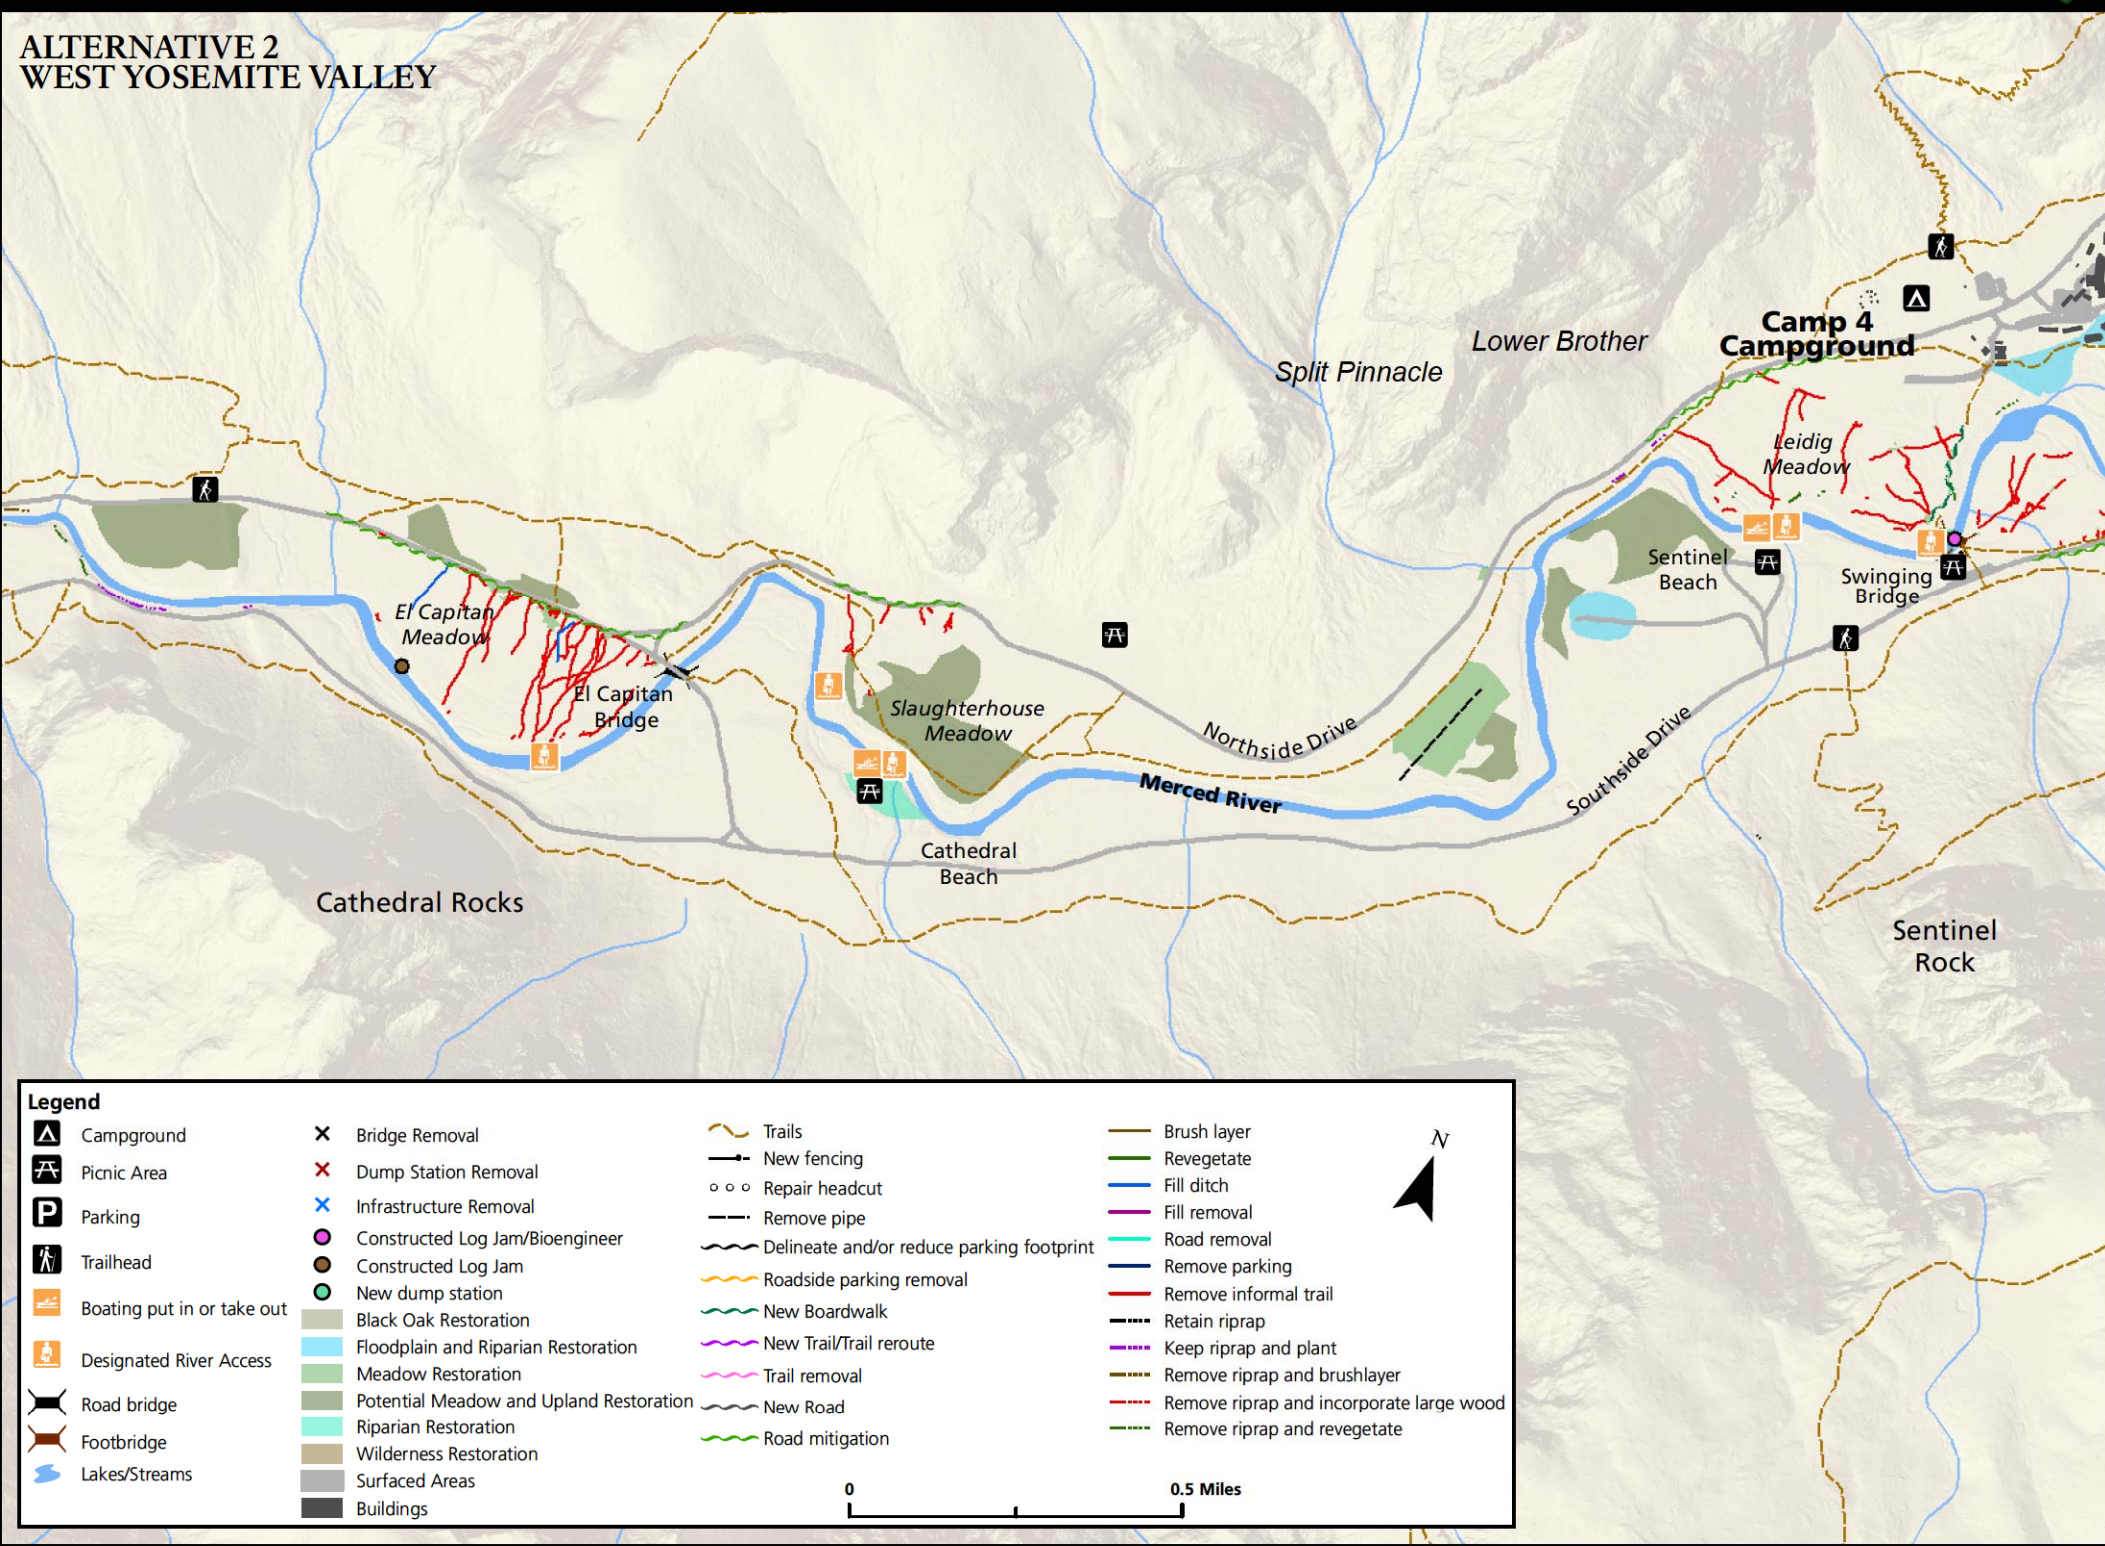 ALTERNATIVE 2
WEST YOSEMITE VALLEY
Lower Brother
Split Pinnacle
Camp 4
Campground
Leidig
Meadow
Sentinel
Beach
Swinging
Bridge
El Capitan
Meadow
El Capitan
Bridge
Slaughterhouse
Meadow
Northside Drive
Southside Drive
Merced River
Cathedral
Beach
Cathedral Rocks
Sentinel
Rock
Legend
Campground
Picnic Area
P
Parking
Trailhead
Boating put in or take out
Designated River Access
Road bridge
Footbridge
Lakes/Streams
Bridge Removal
Dump Station Removal
Infrastructure Removal
Constructed Log Jam/Bioengineer
Constructed Log Jam
New dump station
Black Oak Restoration
Floodplain and Riparian Restoration
Meadow Restoration
Potential Meadow and Upland Restoration
Riparian Restoration
Wilderness Restoration
Surfaced Areas
Buildings
Trails
New fencing
Repair headcut
Remove pipe
Delineate and/or reduce parking footprint
Roadside parking removal
New Boardwalk
New Trail/Trail reroute
Trail removal
New Road
Road mitigation
Brush layer
Revegetate
Fill ditch
Fill removal
Road removal
Remove parking
Remove informal trail
Retain riprap
Keep riprap and plant
Remove riprap and brushlayer
Remove riprap and incorporate large wood
Remove riprap and revegetate
N
0 0.5 Miles